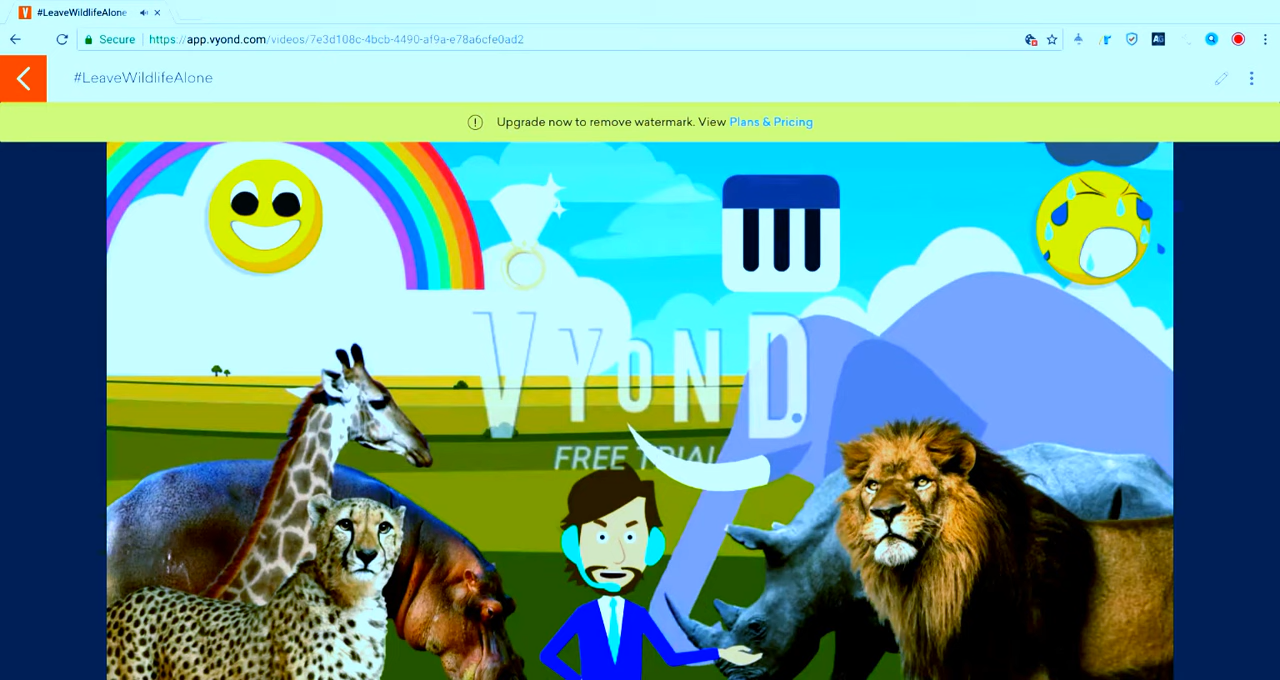 #LeaveWildlifeAlone
Secure
https://app.vyond.com/videos/7e3d108c-4bcb-4490-af9a-e78a6cfe0ad2
#LeaveWildlifeAlone
Upgrade now to remove watermark. View Plans & Pricing
VYOND
FREE TRIAL